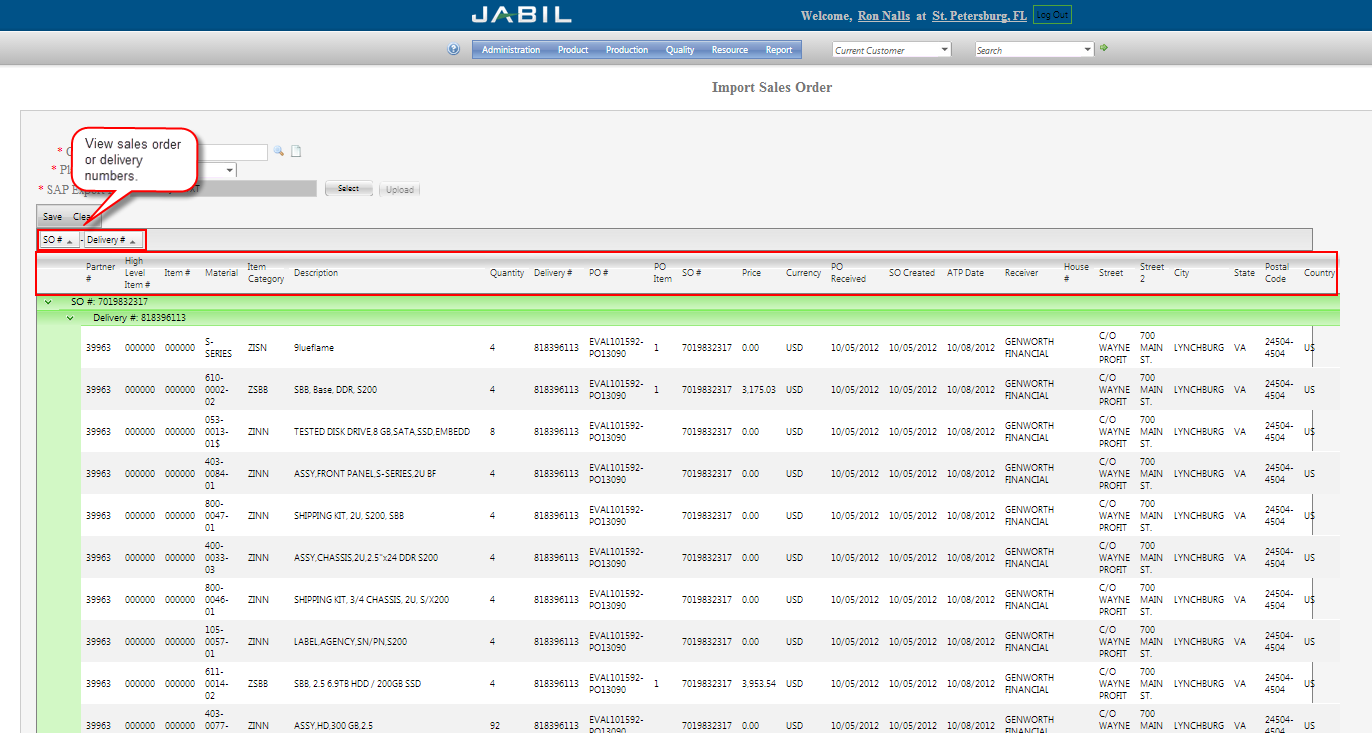 JABIL
Welcome, Ron Nalls at St. Petersburg, FL Log Out
Administration Product Production Quality Resource Report Current Customer Search
Import Sales Order
View sales order
or delivery
numbers.
* SAP
Select Upload
Save
SO # Delivery #
Partner # High Level Item # Item # Material Item Category Description Quantity Delivery # PO # PO Item SO # Price Currency PO Received SO Created ATP Date Receiver House # Street Street 2 City State Postal Code Country
SO #: 7019832317
Delivery #: 818396113
39963 000000 000000 S-SERIES ZISN 9lueflame 4 818396113 EVAL101592-PO13090 1 7019832317 0.00 USD 10/05/2012 10/05/2012 10/08/2012 GENWORTH FINANCIAL C/O WAYNE PROFIT 700 MAIN ST. LYNCHBURG VA 24504-4504 US
39963 000000 000000 610-0002-02 ZSBB SBB, Base, DDR, S200 4 818396113 EVAL101592-PO13090 1 7019832317 3,175.03 USD 10/05/2012 10/05/2012 10/08/2012 GENWORTH FINANCIAL C/O WAYNE PROFIT 700 MAIN ST. LYNCHBURG VA 24504-4504 US
39963 000000 000000 053-0013-01$ ZINN TESTED DISK DRIVE,8 GB,SATA,SSD,EMBEDD 8 818396113 EVAL101592-PO13090 7019832317 0.00 USD 10/05/2012 10/05/2012 10/08/2012 GENWORTH FINANCIAL C/O WAYNE PROFIT 700 MAIN ST. LYNCHBURG VA 24504-4504 US
39963 000000 000000 403-0084-01 ZINN ASSY,FRONT PANEL,S-SERIES,2U BF 4 818396113 EVAL101592-PO13090 7019832317 0.00 USD 10/05/2012 10/05/2012 10/08/2012 GENWORTH FINANCIAL C/O WAYNE PROFIT 700 MAIN ST. LYNCHBURG VA 24504-4504 US
39963 000000 000000 800-0047-01 ZINN SHIPPING KIT, 2U, S200, SBB 4 818396113 EVAL101592-PO13090 7019832317 0.00 USD 10/05/2012 10/05/2012 10/08/2012 GENWORTH FINANCIAL C/O WAYNE PROFIT 700 MAIN ST. LYNCHBURG VA 24504-4504 US
39963 000000 000000 400-0033-03 ZINN ASSY,CHASSIS,2U,2.5"x24 DDR S200 4 818396113 EVAL101592-PO13090 7019832317 0.00 USD 10/05/2012 10/05/2012 10/08/2012 GENWORTH FINANCIAL C/O WAYNE PROFIT 700 MAIN ST. LYNCHBURG VA 24504-4504 US
39963 000000 000000 800-0046-01 ZINN SHIPPING KIT, 3/4 CHASSIS, 2U, S/X200 4 818396113 EVAL101592-PO13090 7019832317 0.00 USD 10/05/2012 10/05/2012 10/08/2012 GENWORTH FINANCIAL C/O WAYNE PROFIT 700 MAIN ST. LYNCHBURG VA 24504-4504 US
39963 000000 000000 105-0057-01 ZINN LABEL,AGENCY,SN/PN,S200 4 818396113 EVAL101592-PO13090 7019832317 0.00 USD 10/05/2012 10/05/2012 10/08/2012 GENWORTH FINANCIAL C/O WAYNE PROFIT 700 MAIN ST. LYNCHBURG VA 24504-4504 US
39963 000000 000000 611-0014-02 ZSBB SBB, 2.5 6.9TB HDD / 200GB SSD 4 818396113 EVAL101592-PO13090 1 7019832317 3,953.54 USD 10/05/2012 10/05/2012 10/08/2012 GENWORTH FINANCIAL C/O WAYNE PROFIT 700 MAIN ST. LYNCHBURG VA 24504-4504 US
39963 000000 000000 403-0077- ZINN ASSY,HD,300 GB,2.5 92 818396113 EVAL101592-PO13090 7019832317 0.00 USD 10/05/2012 10/05/2012 10/08/2012 GENWORTH FINANCIAL C/O WAYNE 700 MAIN LYNCHBURG VA 24504-4504 US